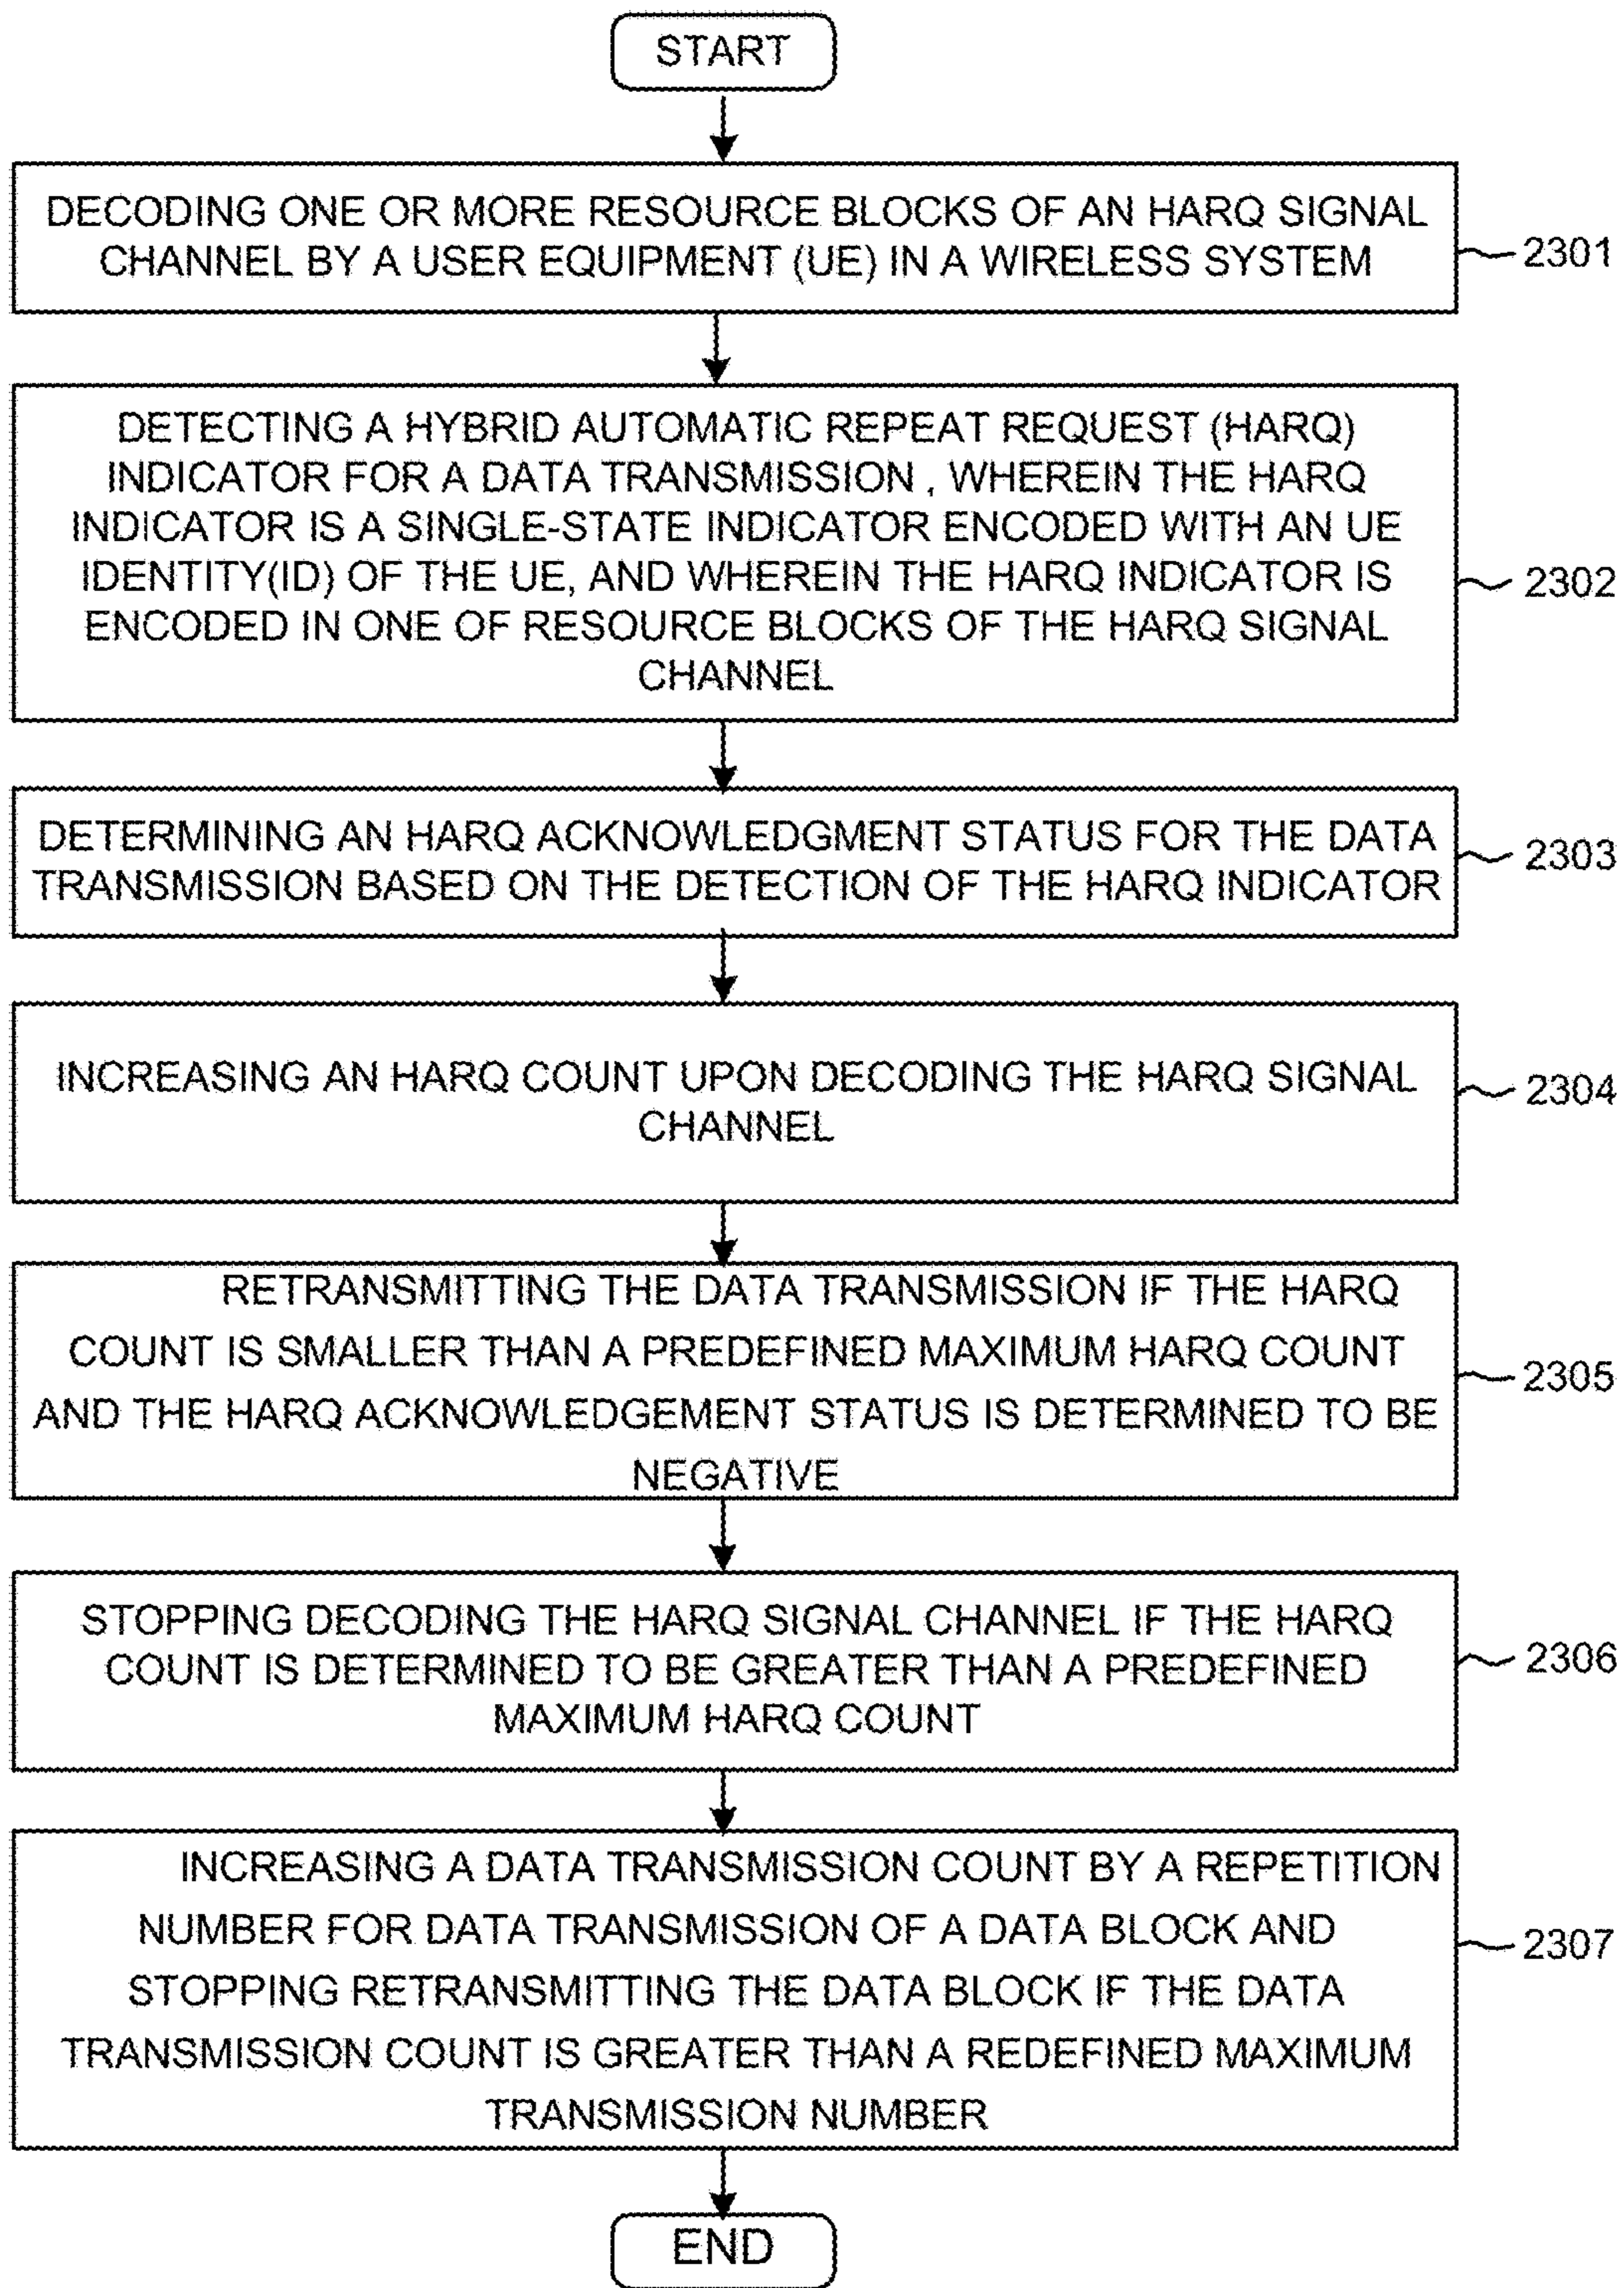 START
DECODING ONE OR MORE RESOURCE BLOCKS OF AN HARQ SIGNAL
CHANNEL BY A USER EQUIPMENT (UE) IN A WIRELESS SYSTEM
2301
DETECTING A HYBRID AUTOMATIC REPEAT REQUEST (HARQ)
INDICATOR FOR A DATA TRANSMISSION , WHEREIN THE HARQ
INDICATOR IS A SINGLE-STATE INDICATOR ENCODED WITH AN UE
IDENTITY(ID) OF THE UE, AND WHEREIN THE HARQ INDICATOR IS
ENCODED IN ONE OF RESOURCE BLOCKS OF THE HARQ SIGNAL
CHANNEL
2302
DETERMINING AN HARQ ACKNOWLEDGMENT STATUS FOR THE DATA
TRANSMISSION BASED ON THE DETECTION OF THE HARQ INDICATOR
2303
INCREASING AN HARQ COUNT UPON DECODING THE HARQ SIGNAL
CHANNEL
2304
RETRANSMITTING THE DATA TRANSMISSION IF THE HARQ
COUNT IS SMALLER THAN A PREDEFINED MAXIMUM HARQ COUNT
AND THE HARQ ACKNOWLEDGEMENT STATUS IS DETERMINED TO BE
NEGATIVE
2305
STOPPING DECODING THE HARQ SIGNAL CHANNEL IF THE HARQ
COUNT IS DETERMINED TO BE GREATER THAN A PREDEFINED
MAXIMUM HARQ COUNT
2306
INCREASING A DATA TRANSMISSION COUNT BY A REPETITION
NUMBER FOR DATA TRANSMISSION OF A DATA BLOCK AND
STOPPING RETRANSMITTING THE DATA BLOCK IF THE DATA
TRANSMISSION COUNT IS GREATER THAN A REDEFINED MAXIMUM
TRANSMISSION NUMBER
2307
END